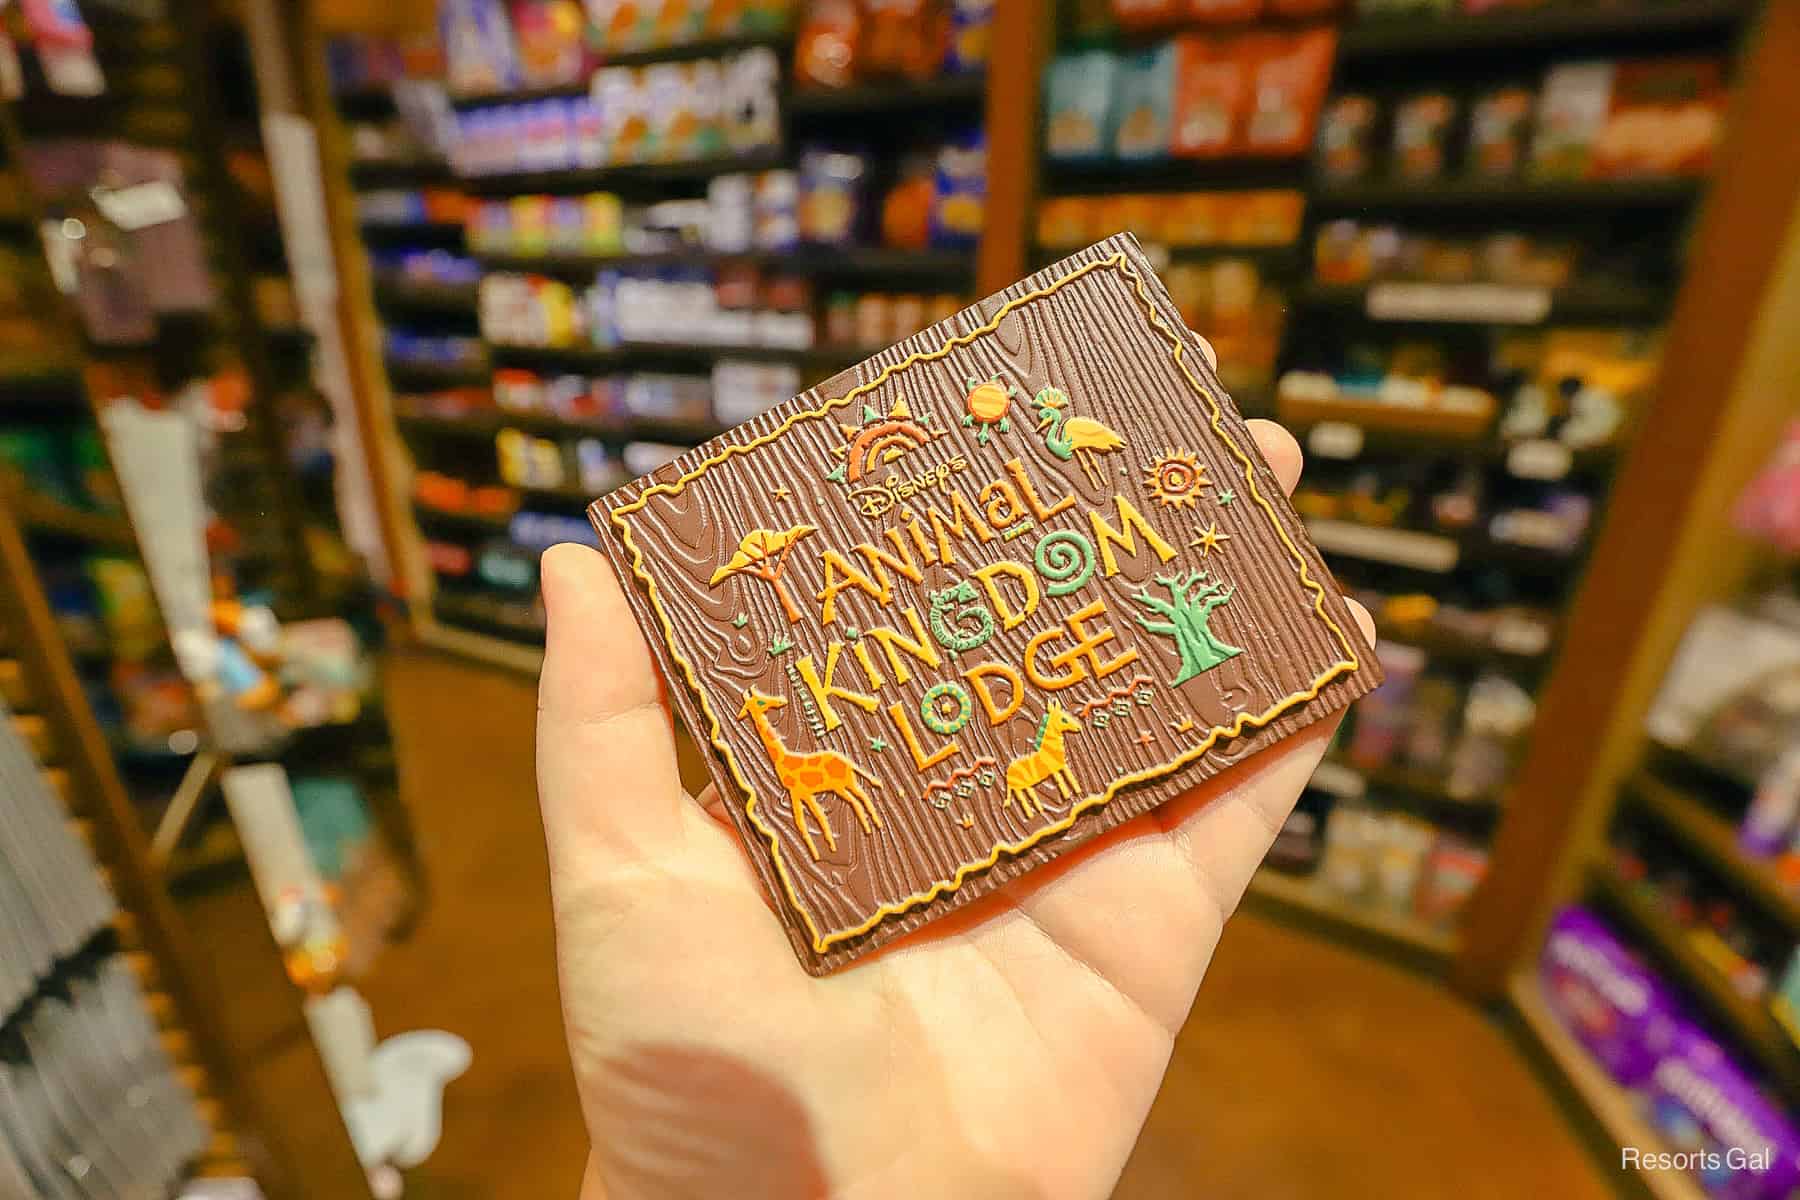 Disney's
ANiMaL
KiNGDOM
LODGE
Resorts Gal